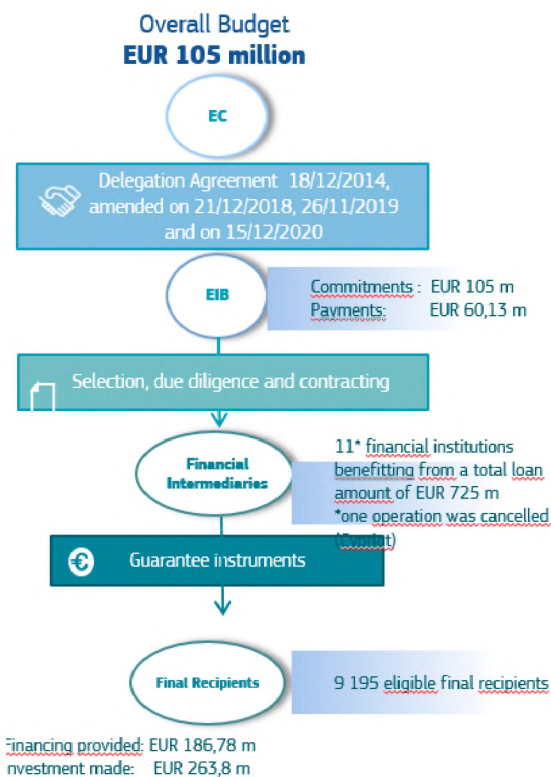 Overall Budget
EUR 105 million
EC
Delegation Agreement 18/12/2014,
amended on 21/12/2018, 26/11/2019
and on 15/12/2020
EIB
Commitments : EUR 105 m
Payments: EUR 60,13 m
Selection, due diligence and contracting
Financial
Intermediaries
11* financial institutions
benefitting from a total loan
amount of EUR 725 m
*one operation was cancelled
(Cypriot)
Guarantee instruments
Final Recipients
9 195 eligible final recipients
Financing provided: EUR 186,78 m
nvestment made: EUR 263,8 m